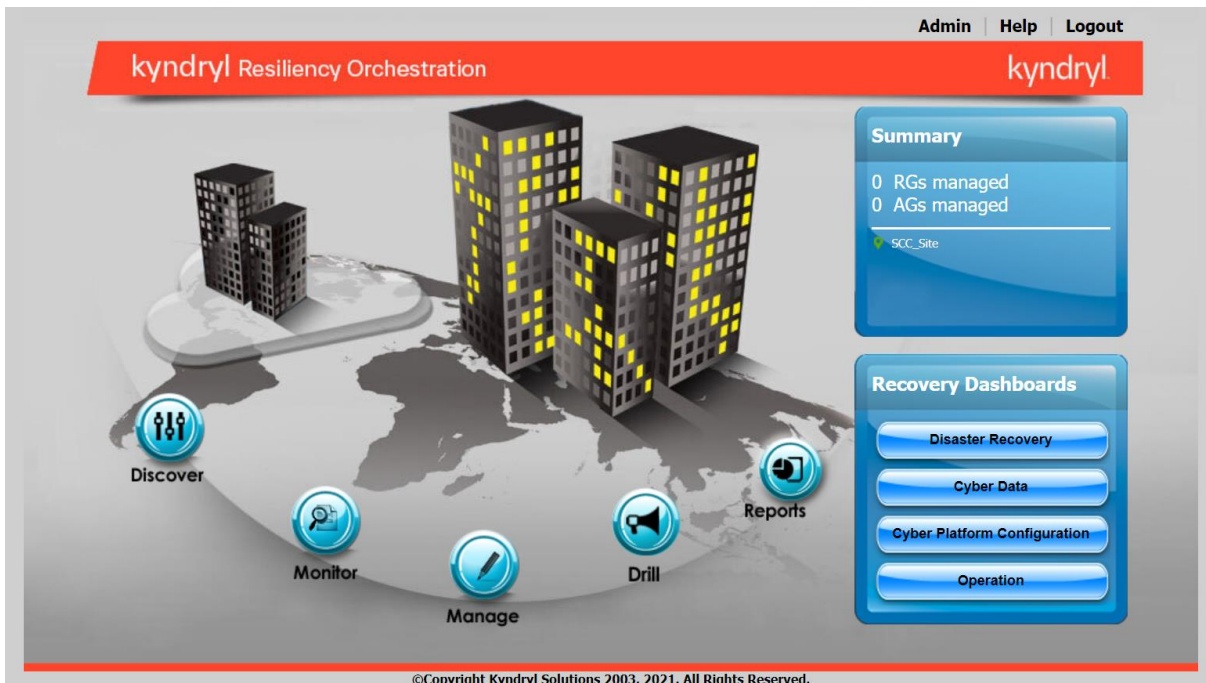 Admin | Help | Logout
kyndryl Resiliency Orchestration
kyndryl.
Summary
0 RGs managed
0 AGs managed
SCC_Site
Recovery Dashboards
Disaster Recovery
Cyber Data
Cyber Platform Configuration
Operation
Discover
Monitor
Manage
Drill
Reports
©Copyright Kyndryl Solutions 2003, 2021. All Rights Reserved.